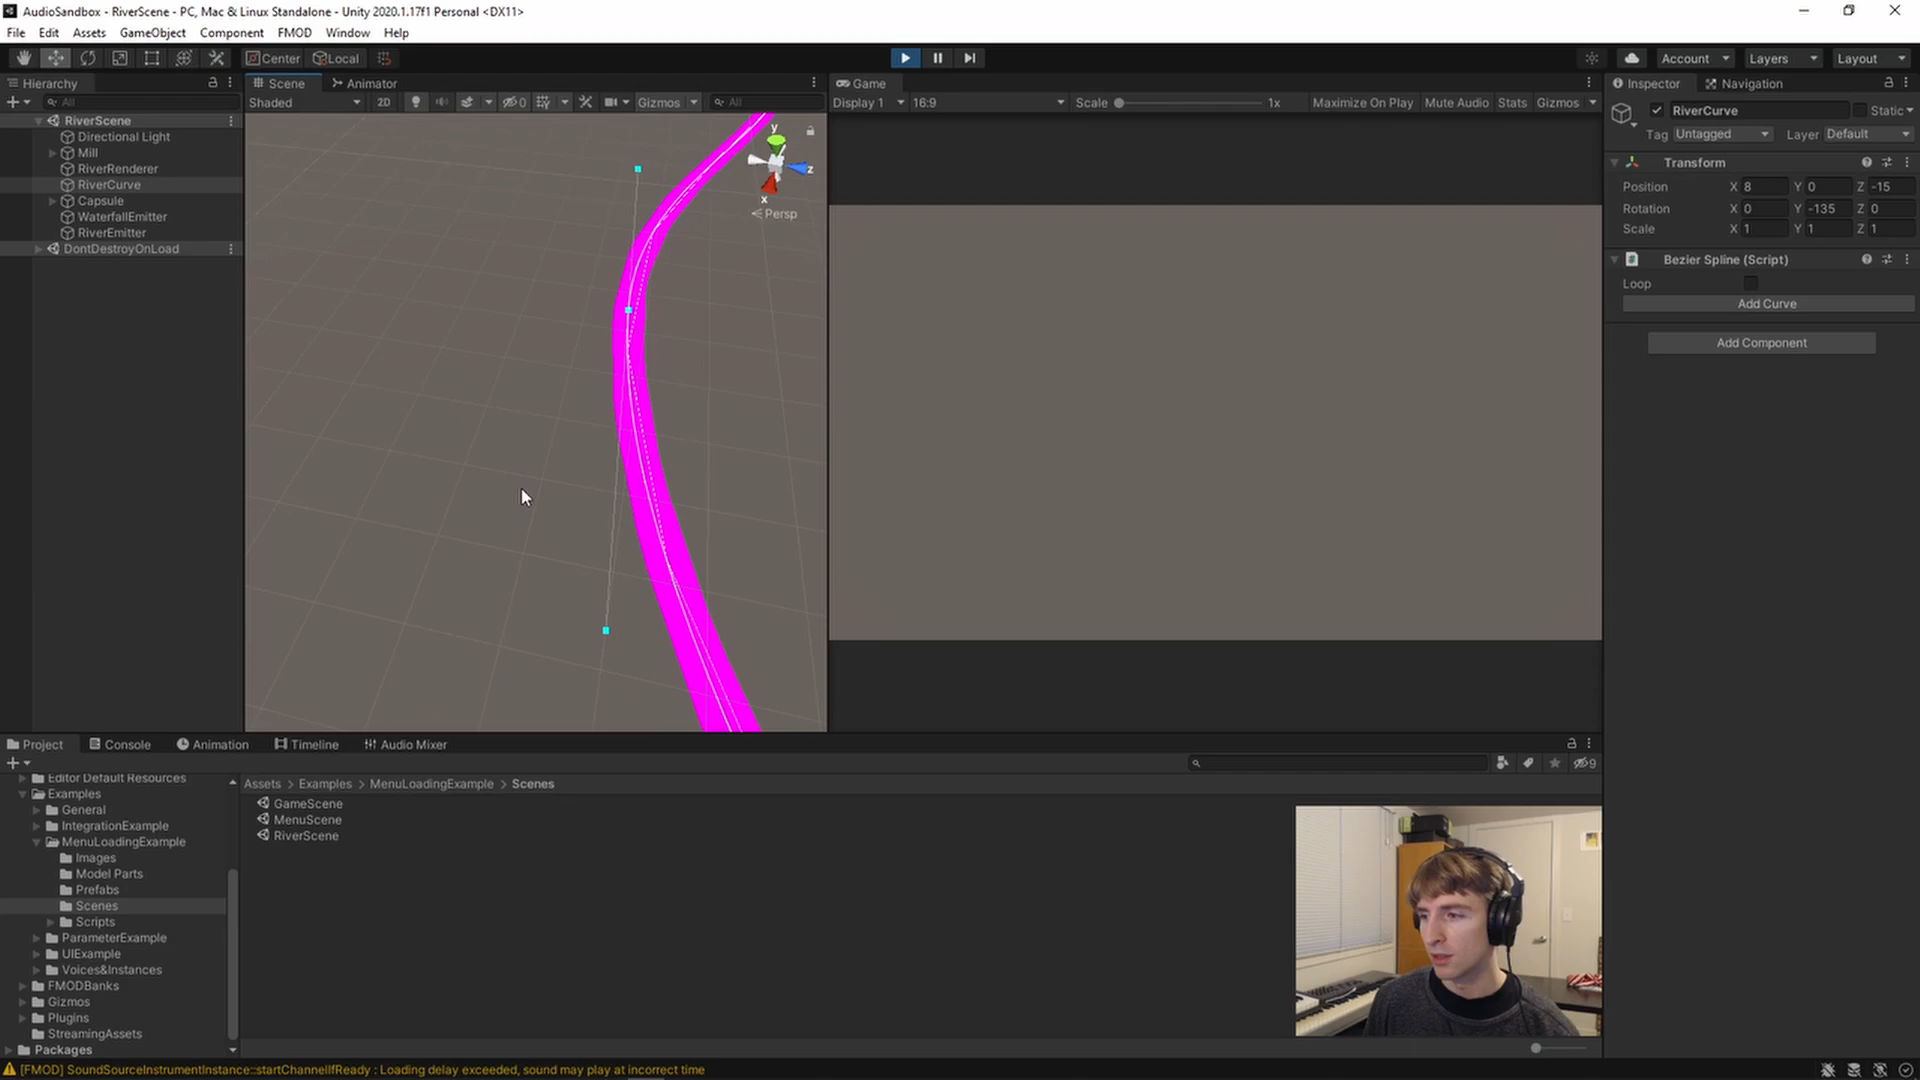 AudioSandbox - RiverScene - PC, Mac & Linux Standalone - Unity 2020.1.17f1 Personal <DX11>
File Edit Assets GameObject Component FMOD Window Help
Center Local Account Layers Layout
Hierarchy
All
RiverScene
Directional Light
Mill
RiverRenderer
RiverCurve
Capsule
WaterfallEmitter
RiverEmitter
DontDestroyOnLoad
Scene Animator
Shaded 2D 0 Gizmos All
y
z
x
Persp
Game
Display 1 16:9 Scale 1x Maximize On Play Mute Audio Stats Gizmos
Inspector Navigation
RiverCurve Static
Tag Untagged Layer Default
Transform
Position X 8 Y 0 Z -15
Rotation X 0 Y -135 Z 0
Scale X 1 Y 1 Z 1
Bezier Spline (Script)
Loop
Add Curve
Add Component
Project Console Animation Timeline Audio Mixer
9
Editor Default Resources
Examples
General
IntegrationExample
MenuLoadingExample
Images
Model Parts
Prefabs
Scenes
Scripts
ParameterExample
UIExample
Voices&Instances
FMODBanks
Gizmos
Plugins
StreamingAssets
Packages
Assets > Examples > MenuLoadingExample > Scenes
GameScene
MenuScene
RiverScene
[FMOD] SoundSourceInstrumentInstance::startChannelIfReady : Loading delay exceeded, sound may play at incorrect time